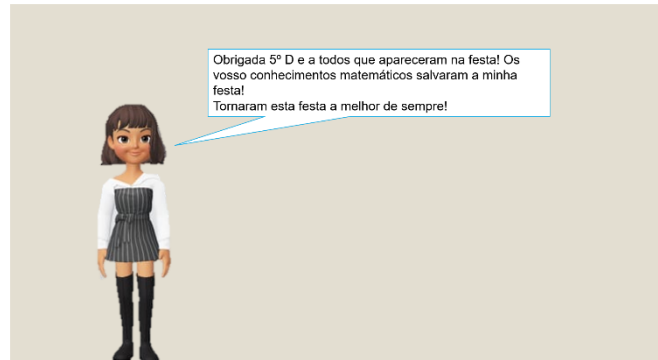 Obrigada 5º D e a todos que apareceram na festa! Os
vosso conhecimentos matemáticos salvaram a minha
festa!
Tornaram esta festa a melhor de sempre!